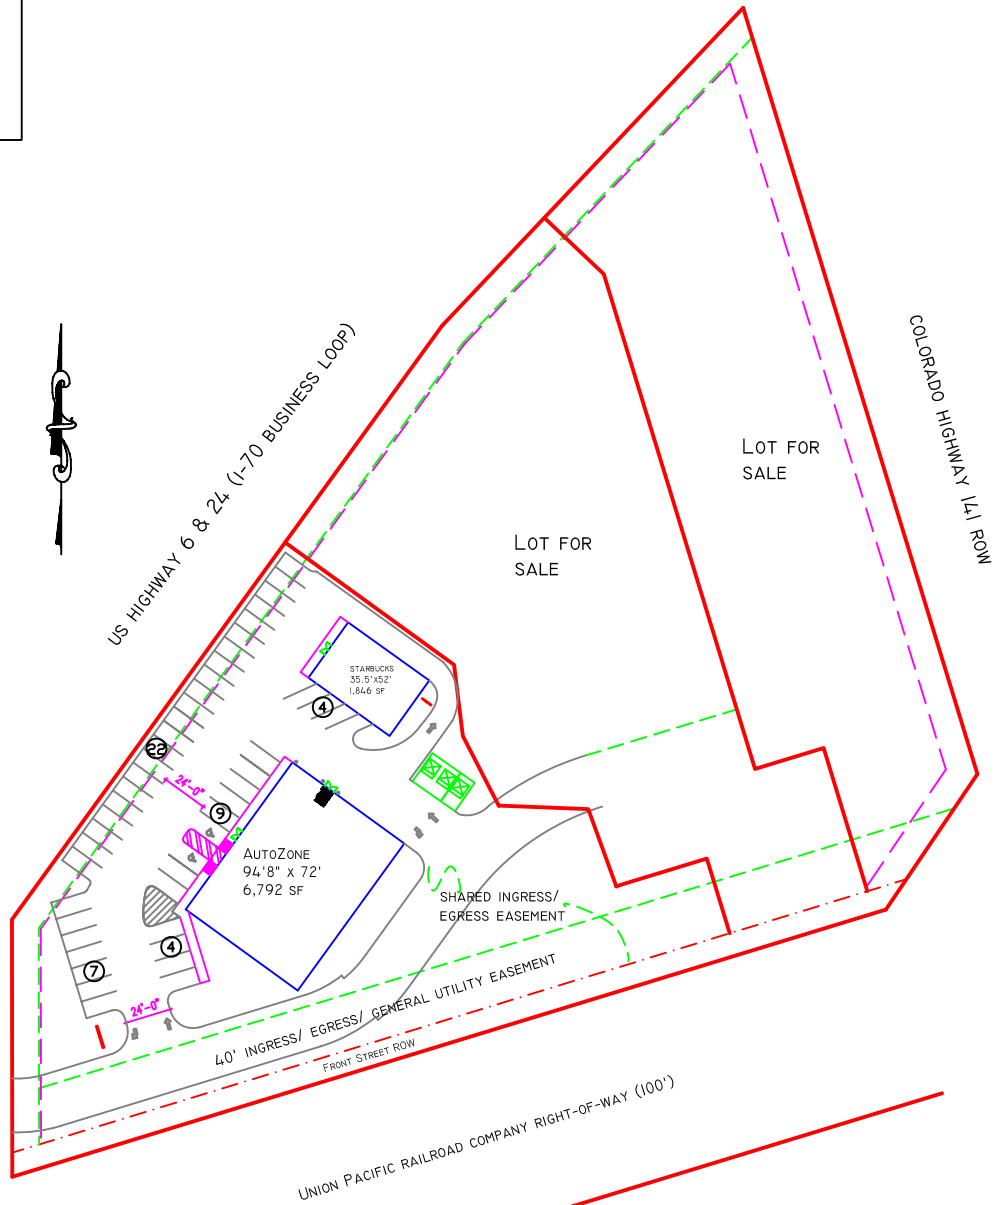 US HIGHWAY 6 & 24 (I-70 BUSINESS LOOP)
COLORADO HIGHWAY 141 ROW
LOT FOR
SALE
LOT FOR
SALE
STARBUCKS
35.5'X52'
1,846 SF
4
22
24'-0"
9
AUTOZONE
94'8" X 72'
6,792 SF
SHARED INGRESS/
EGRESS EASEMENT
4
7
24'-0"
40' INGRESS/ EGRESS/ GENERAL UTILITY EASEMENT
FRONT STREET ROW
UNION PACIFIC RAILROAD COMPANY RIGHT-OF-WAY (100')